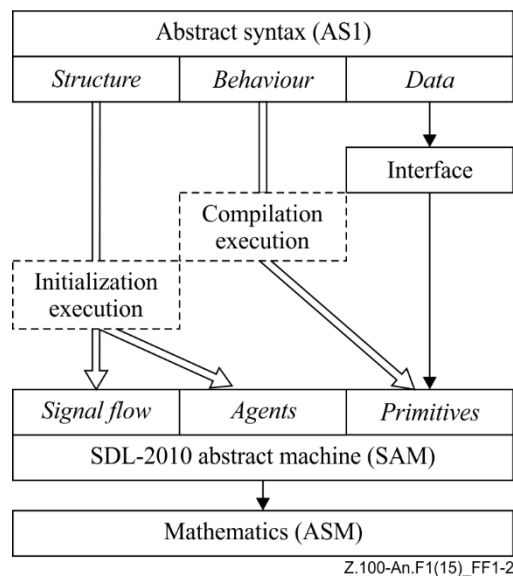 Abstract syntax (AS1)
Structure Behaviour Data
Interface
Compilation
execution
Initialization
execution
Signal flow Agents Primitives
SDL-2010 abstract machine (SAM)
Mathematics (ASM)
Z.100-An.F1(15)_FF1-2